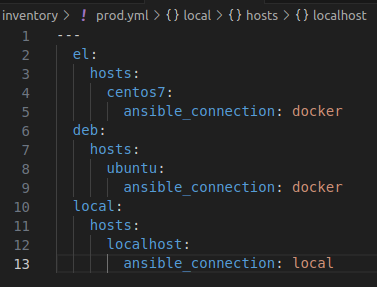 inventory > ! prod.yml > {} local > {} hosts > {} localhost
1 ---
2   el:
3     hosts:
4       centos7:
5         ansible_connection: docker
6   deb:
7     hosts:
8       ubuntu:
9         ansible_connection: docker
10   local:
11     hosts:
12       localhost:
13         ansible_connection: local